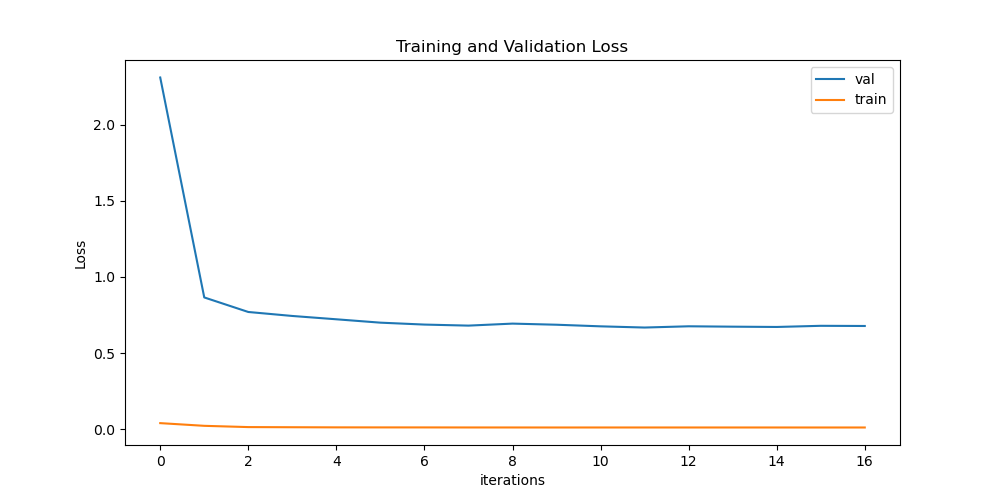 Training and Validation Loss
val
train
2.0
1.5
1.0
0.5
0.0
Loss
0 2 4 6 8 10 12 14 16
iterations